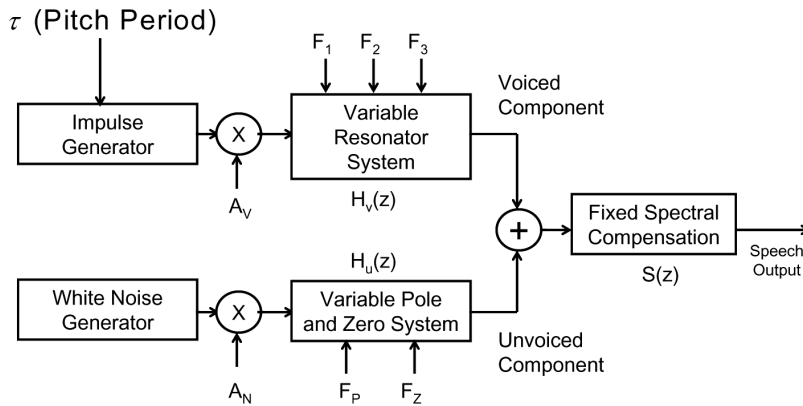 τ (Pitch Period)
F1 F2 F3
Impulse
Generator
X
AV
Variable
Resonator
System
Hv(z)
Voiced
Component
+
Fixed Spectral
Compensation
S(z)
Speech
Output
Hu(z)
White Noise
Generator
X
AN
Variable Pole
and Zero System
FP FZ
Unvoiced
Component